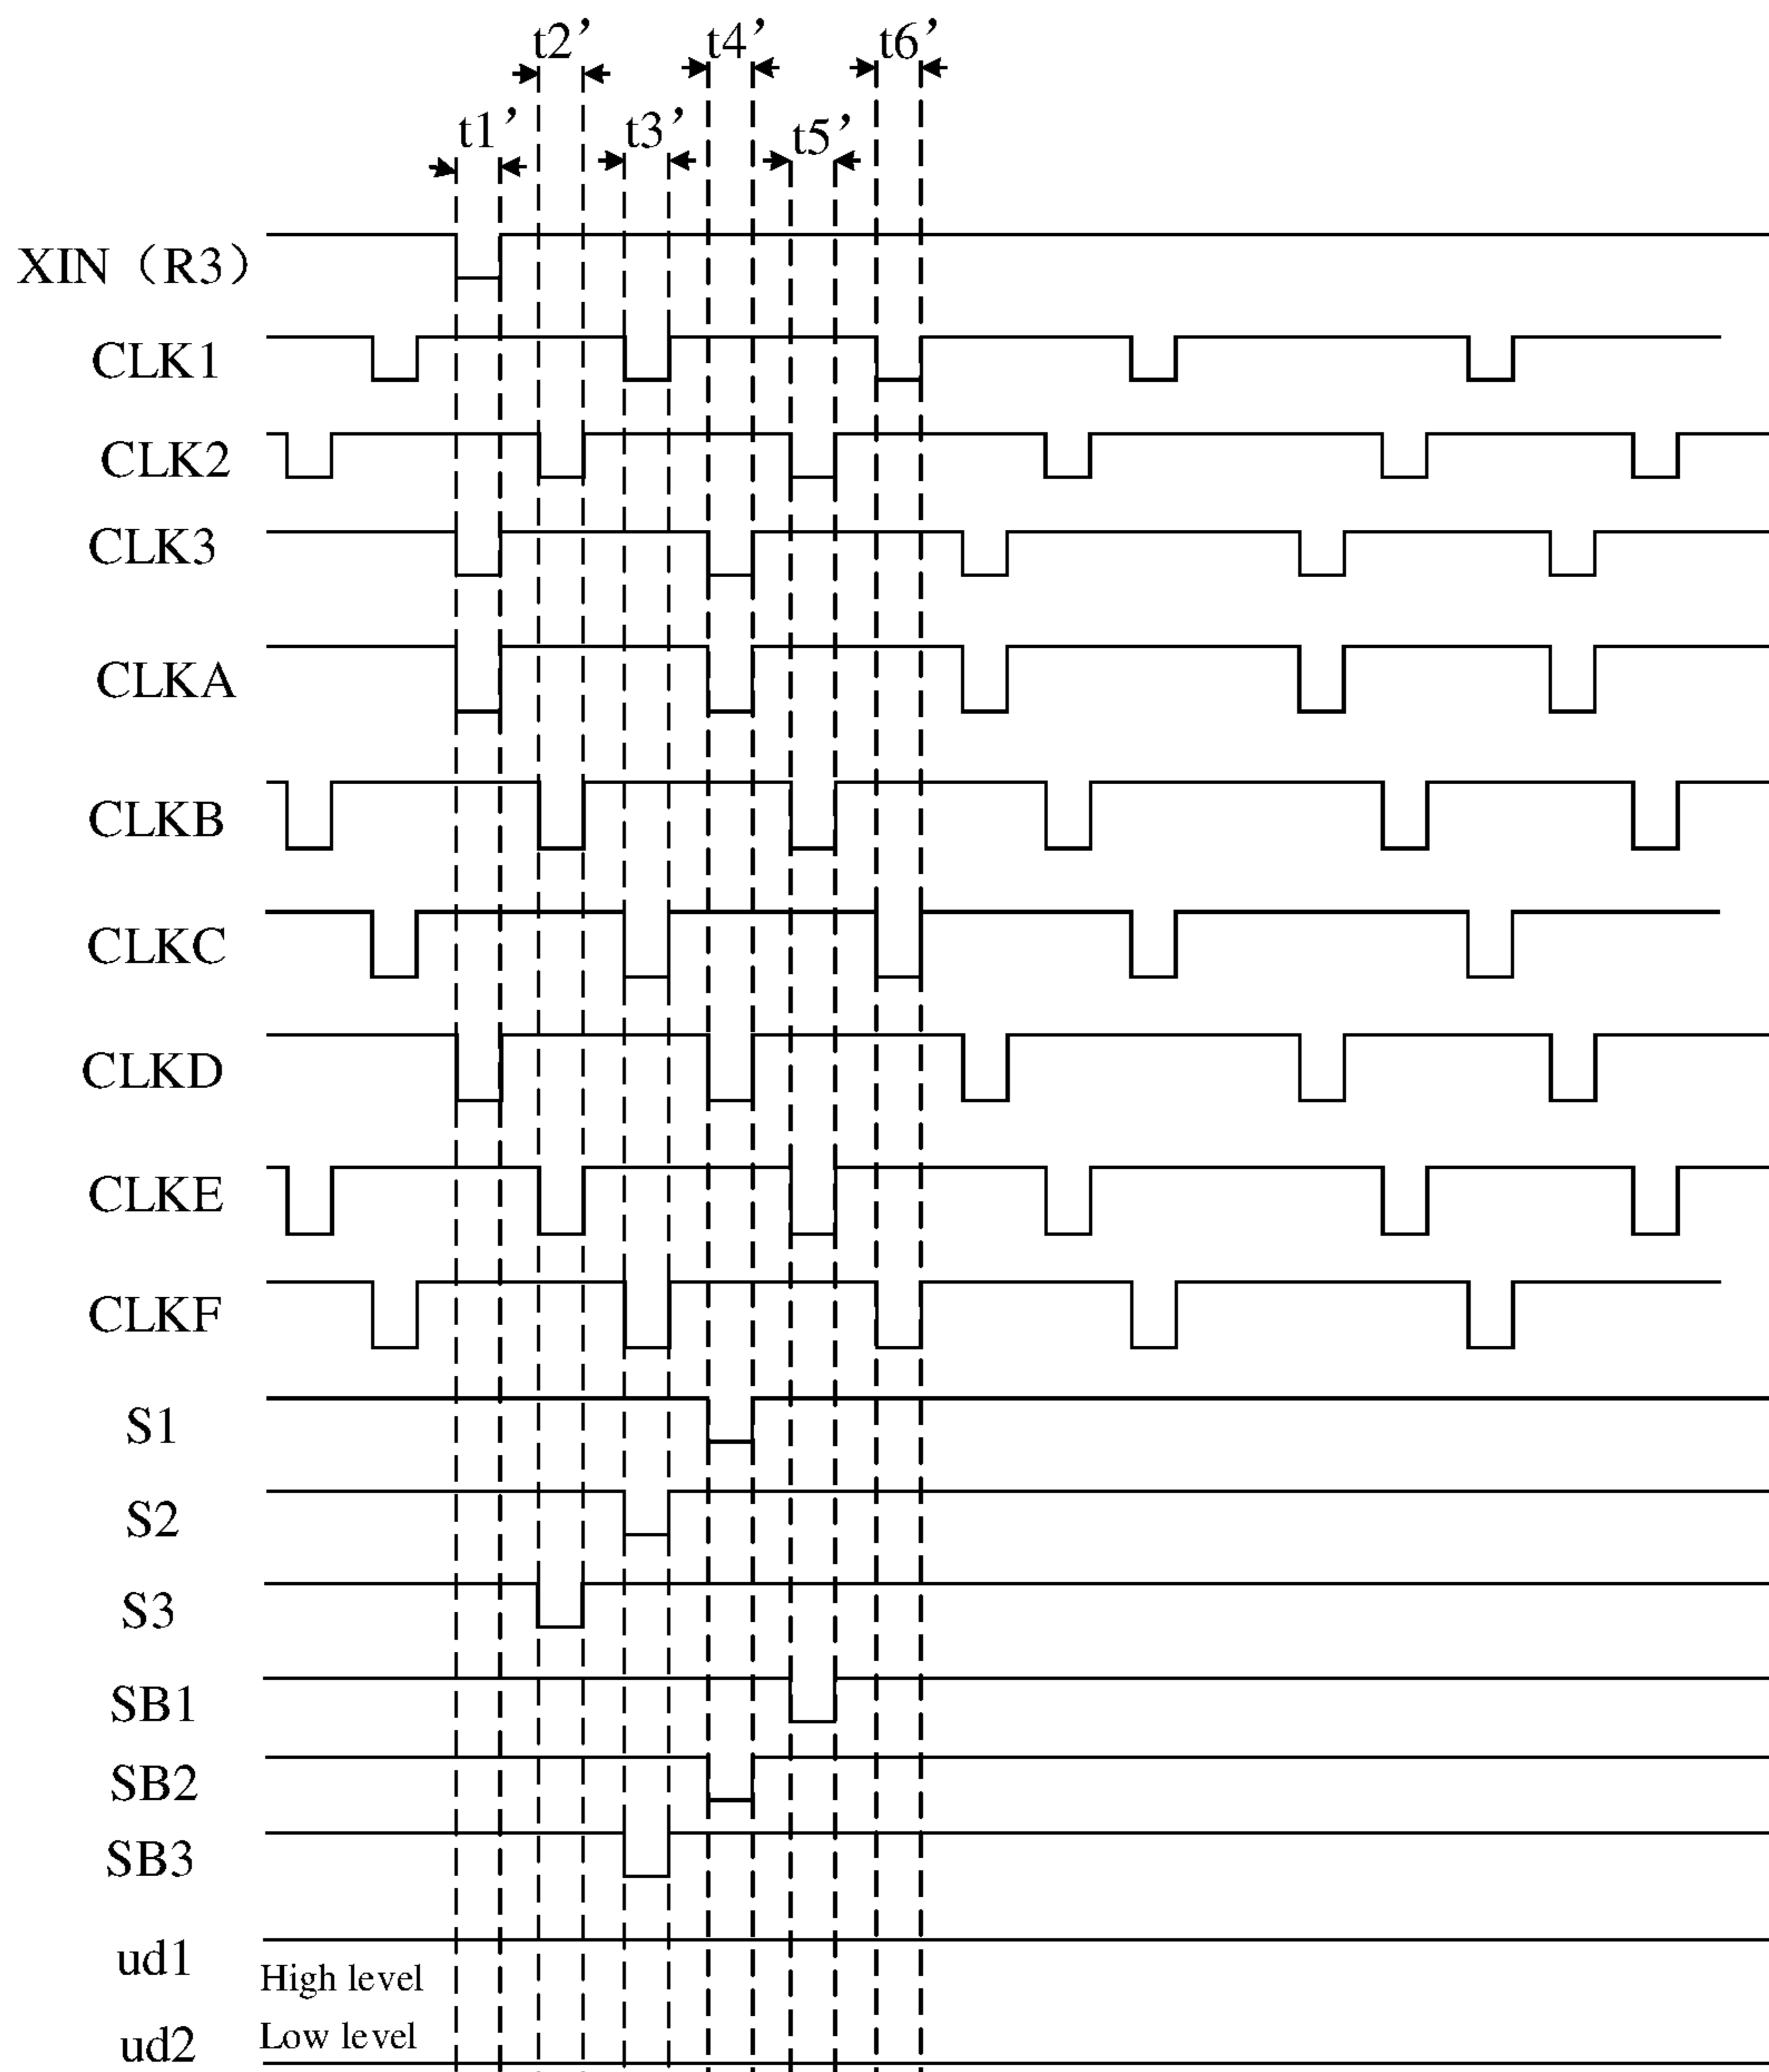 t2’ t4’ t6’
t1’ t3’ t5’
XIN（R3）
CLK1
CLK2
CLK3
CLKA
CLKB
CLKC
CLKD
CLKE
CLKF
S1
S2
S3
SB1
SB2
SB3
ud1 High level
ud2 Low level